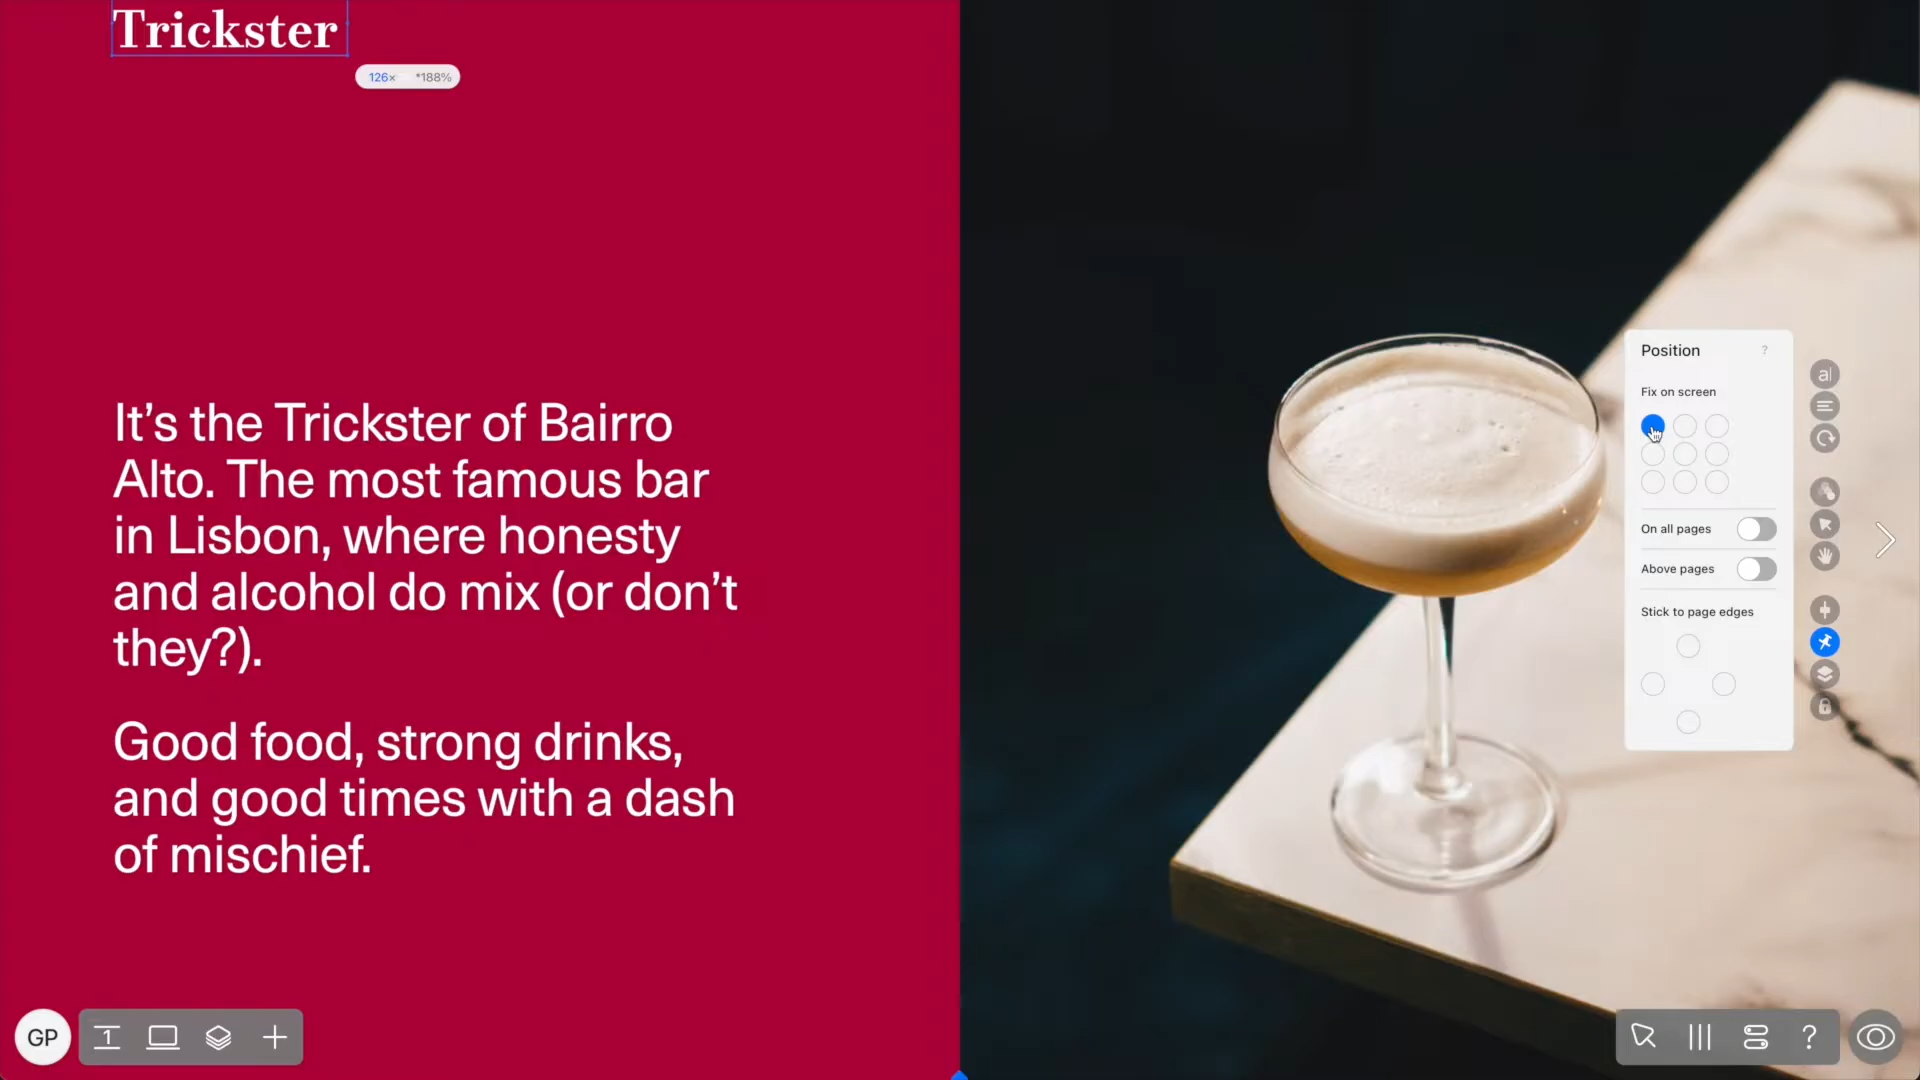 Trickster
126× *188%
It’s the Trickster of Bairro
Alto. The most famous bar
in Lisbon, where honesty
and alcohol do mix (or don’t
they?).
Good food, strong drinks,
and good times with a dash
of mischief.
Position ?
Fix on screen
On all pages
Above pages
Stick to page edges
a
GP
1
?